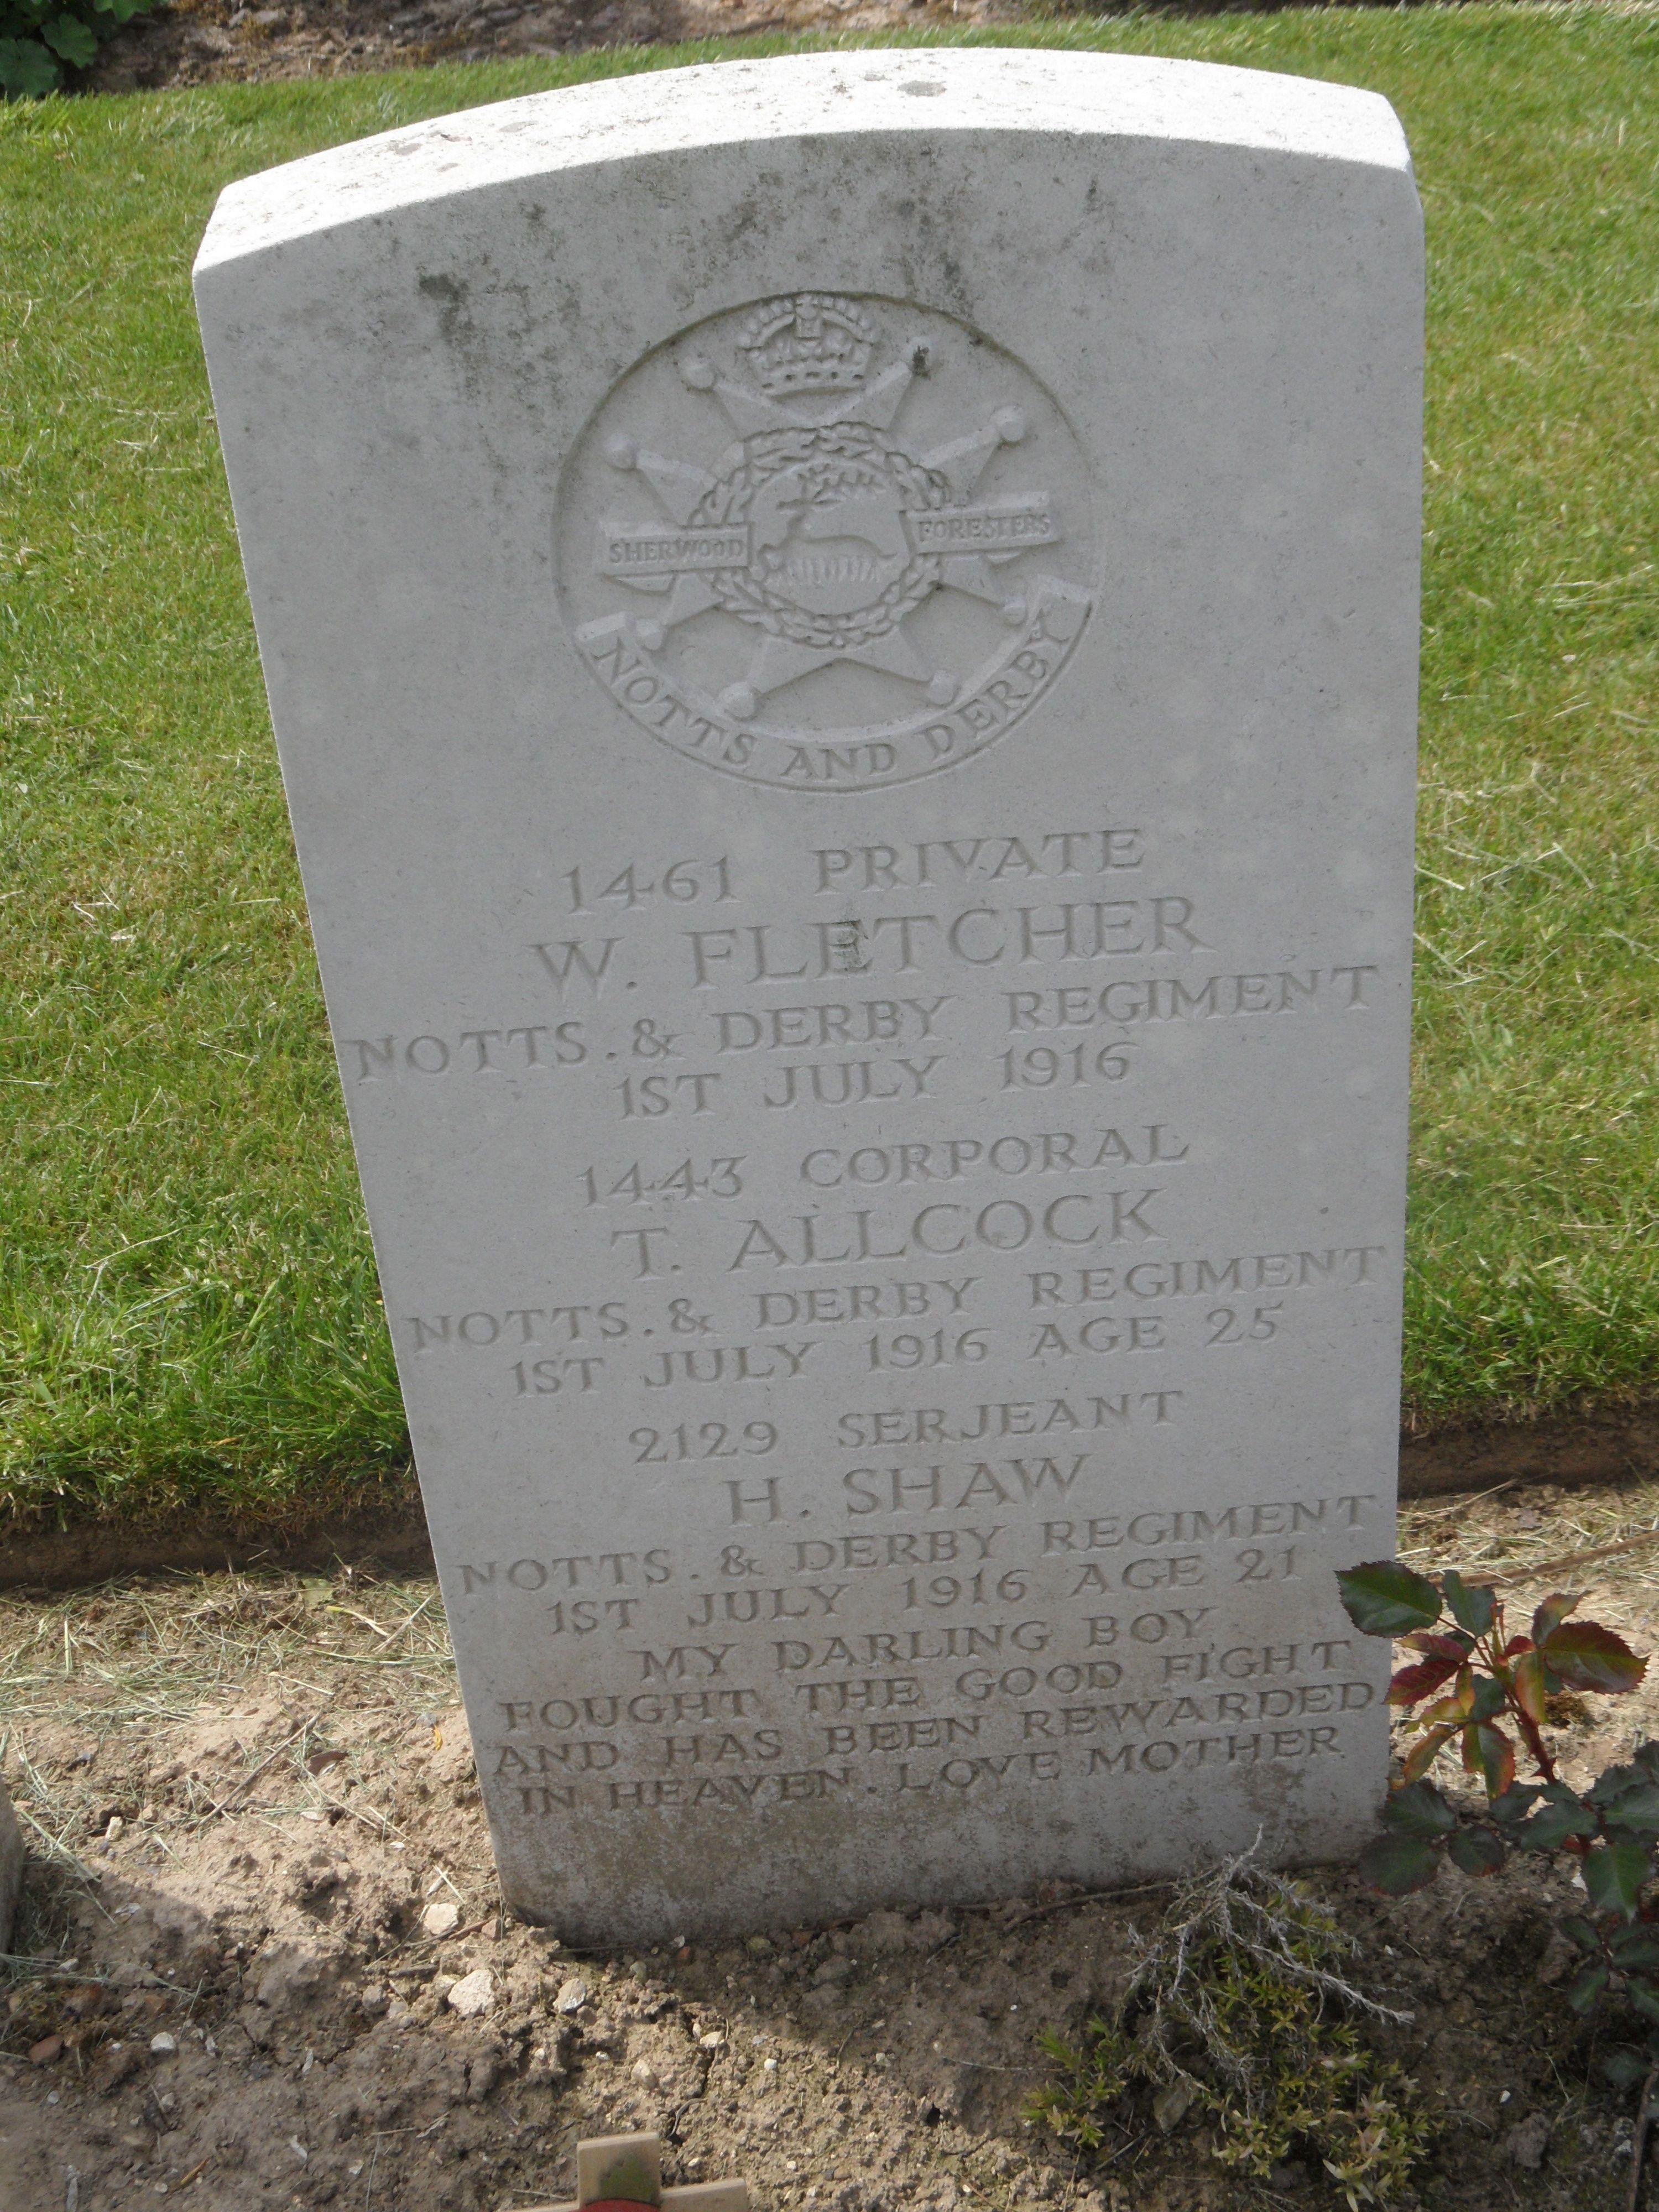 SHERWOOD FORESTERS
NOTTS AND DERBY
1461 PRIVATE
W. FLETCHER
NOTTS. & DERBY REGIMENT
1ST JULY 1916
1443 CORPORAL
T. ALLCOCK
NOTTS. & DERBY REGIMENT
1ST JULY 1916 AGE 25
2129 SERJEANT
H. SHAW
NOTTS. & DERBY REGIMENT
1ST JULY 1916 AGE 21
MY DARLING BOY
FOUGHT THE GOOD FIGHT
AND HAS BEEN REWARDED
IN HEAVEN. LOVE MOTHER